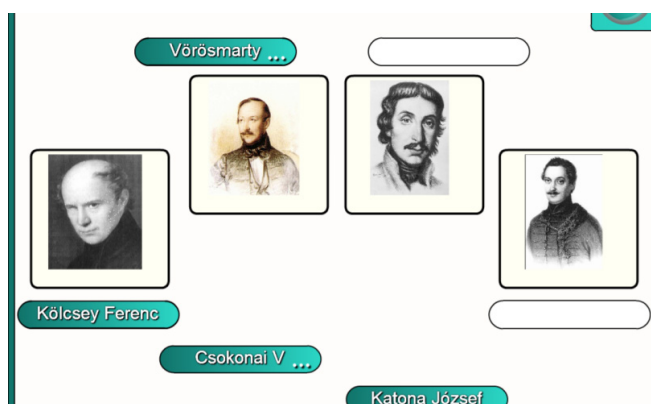 Vörösmarty ...
Kölcsey Ferenc
Csokonai V ...
Katona József